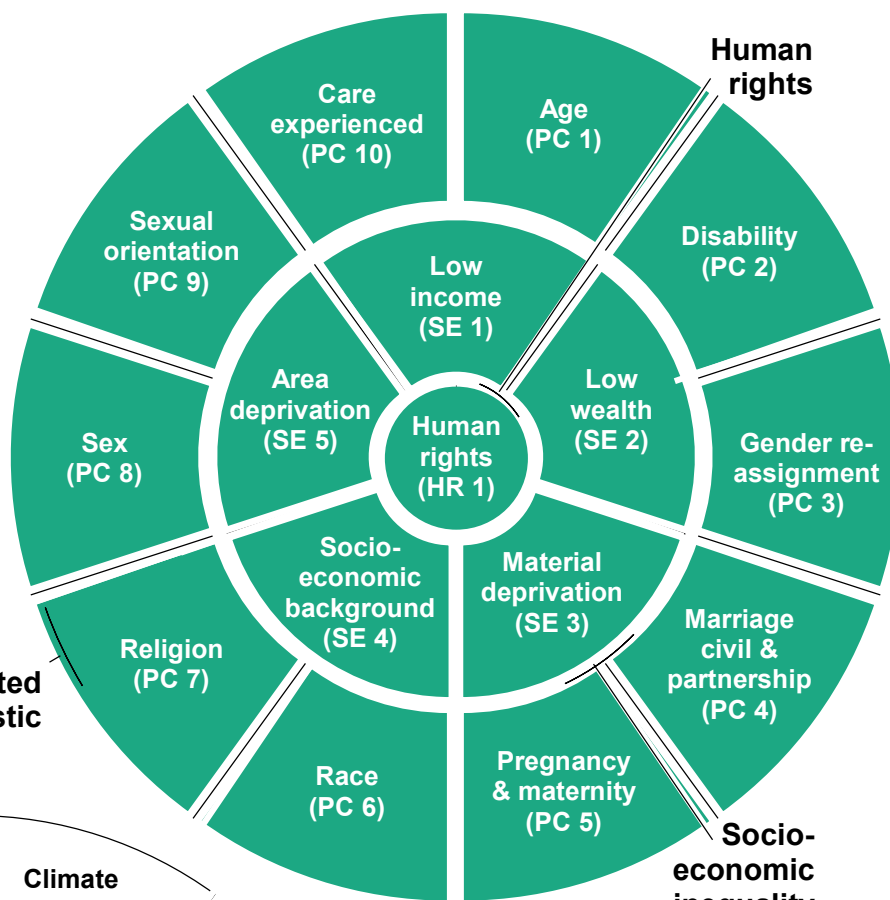 Human
rights
Care
experienced
(PC 10)
Age
(PC 1)
Sexual
orientation
(PC 9)
Disability
(PC 2)
Low
income
(SE 1)
Area
deprivation
(SE 5)
Low
wealth
(SE 2)
Human
rights
(HR 1)
Sex
(PC 8)
Gender re-
assignment
(PC 3)
Socio-
economic
background
(SE 4)
Material
deprivation
(SE 3)
Religion
(PC 7)
Marriage
civil &
partnership
(PC 4)
Race
(PC 6)
Pregnancy
& maternity
(PC 5)
Socio-
economic
inequality
Climate